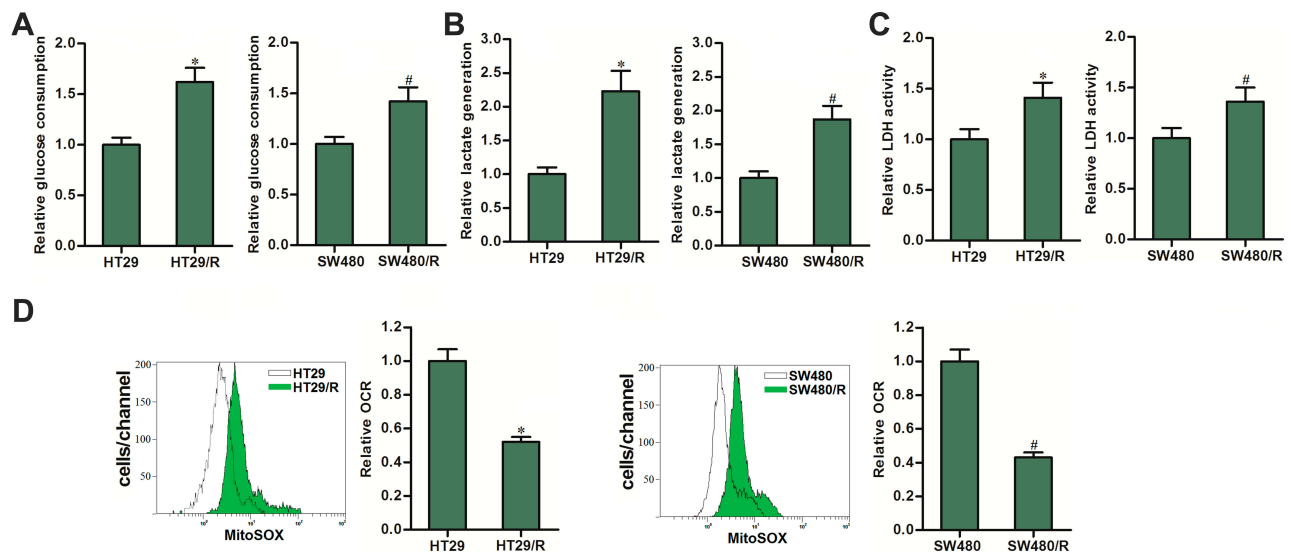 A
Relative glucose consumption
2.0
1.5
1.0
0.5
0.0
*
HT29
HT29/R
Relative glucose consumption
2.0
1.5
1.0
0.5
0.0
#
SW480
SW480/R
B
Relative lactate generation
3.0
2.5
2.0
1.5
1.0
0.5
0.0
*
HT29
HT29/R
Relative lactate generation
3.0
2.5
2.0
1.5
1.0
0.5
0.0
#
SW480
SW480/R
C
Relative LDH activity
2.0
1.5
1.0
0.5
0.0
*
HT29
HT29/R
Relative LDH activity
2.0
1.5
1.0
0.5
0.0
#
SW480
SW480/R
D
cells/channel
200
150
100
50
HT29
HT29/R
10⁰
10¹
10²
10³
MitoSOX
Relative OCR
1.2
1.0
0.8
0.6
0.4
0.2
0.0
*
HT29
HT29/R
cells/channel
200
150
100
50
SW480
SW480/R
10⁰
10¹
10²
10³
MitoSOX
Relative OCR
1.2
1.0
0.8
0.6
0.4
0.2
0.0
#
SW480
SW480/R